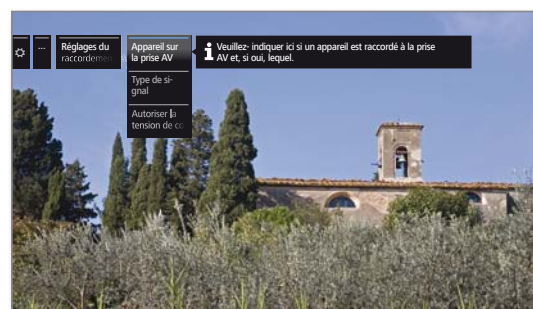 ...
Réglages du
raccordemen
Appareil sur
la prise AV
Veuillez- indiquer ici si un appareil est raccordé à la prise
AV et, si oui, lequel.
Type de si-
gnal
Autoriser la
tension de co